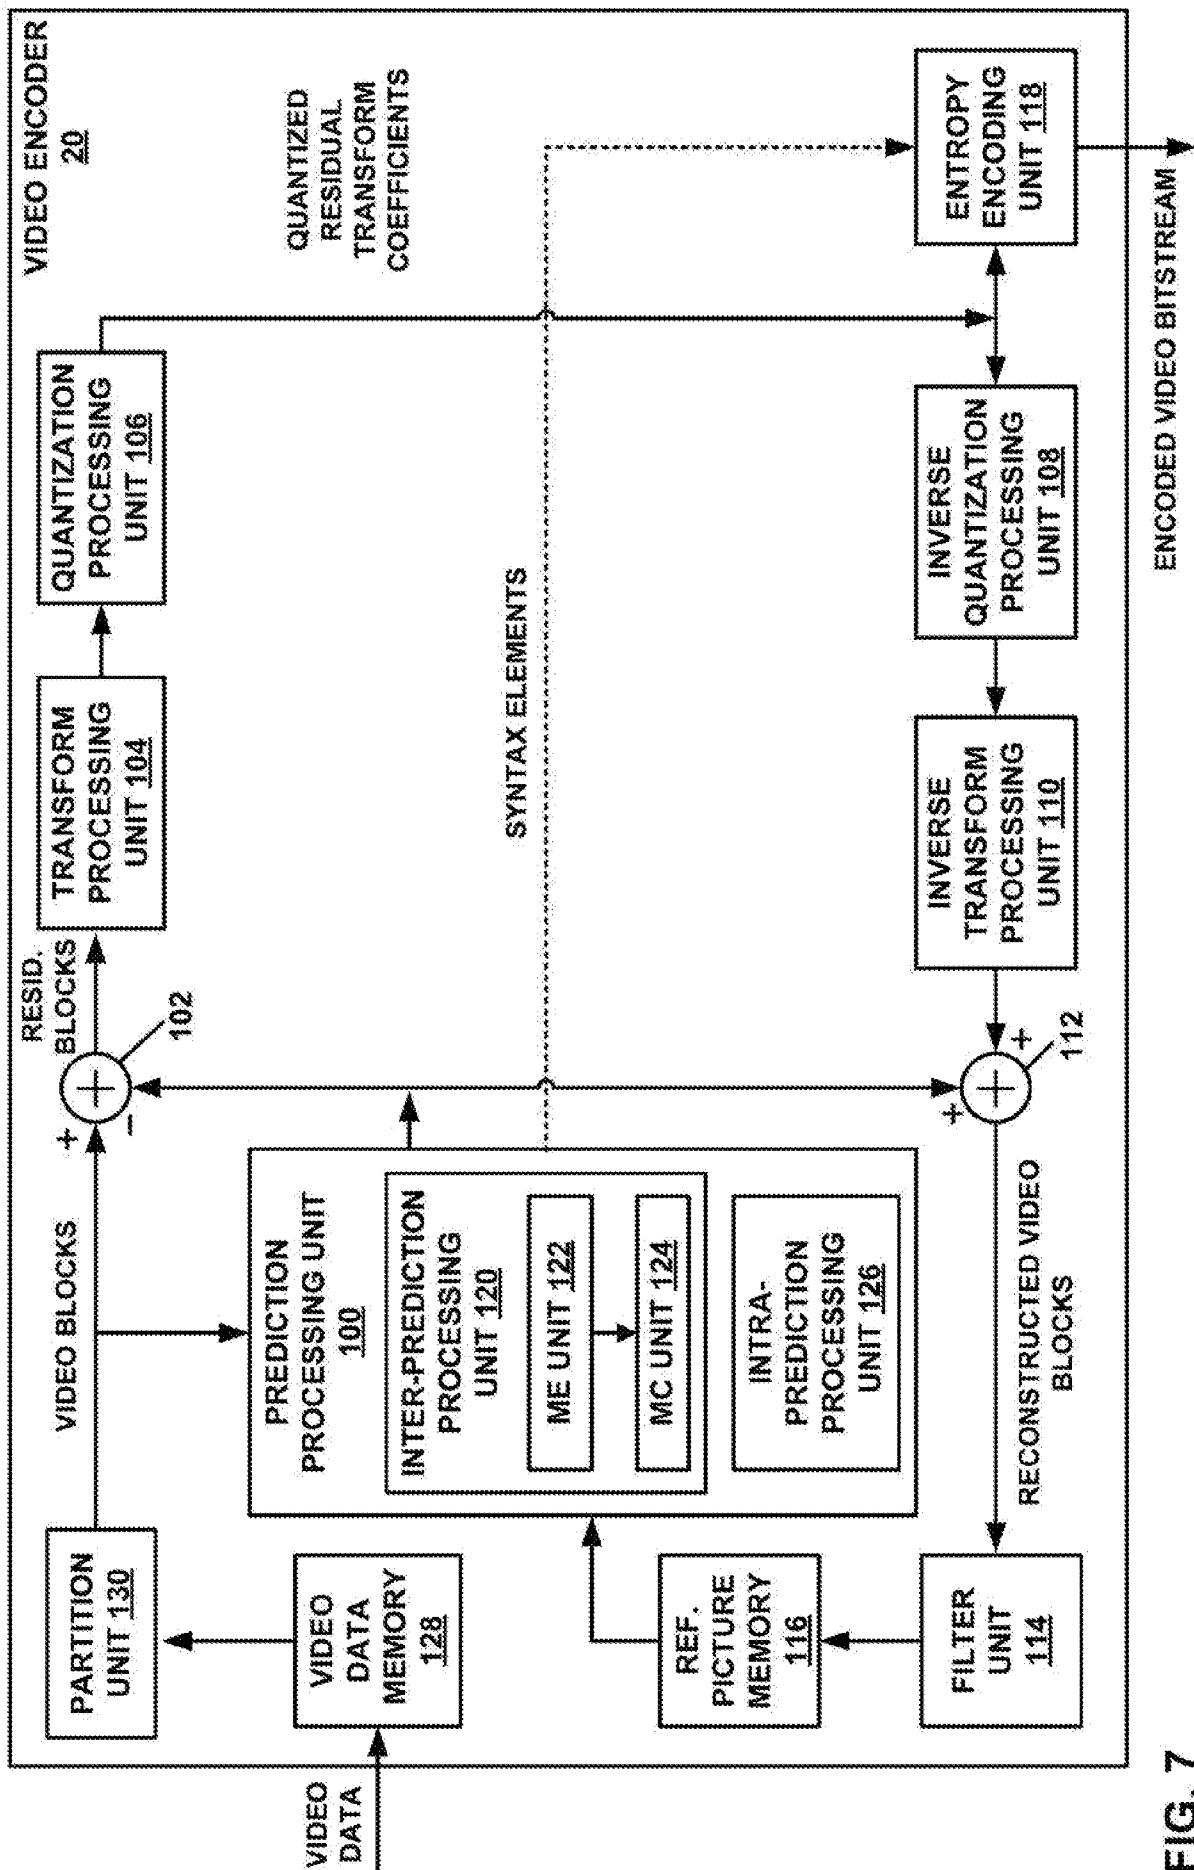 VIDEO ENCODER
20
VIDEO
DATA
VIDEO
DATA
MEMORY
128
PARTITION
UNIT 130
VIDEO BLOCKS
+
−
102
RESID.
BLOCKS
TRANSFORM
PROCESSING
UNIT 104
QUANTIZATION
PROCESSING
UNIT 106
QUANTIZED
RESIDUAL
TRANSFORM
COEFFICIENTS
PREDICTION
PROCESSING UNIT
100
INTER-PREDICTION
PROCESSING
UNIT 120
ME UNIT 122
MC UNIT 124
INTRA-
PREDICTION
PROCESSING
UNIT 126
SYNTAX ELEMENTS
REF.
PICTURE
MEMORY
116
FILTER
UNIT
114
RECONSTRUCTED VIDEO
BLOCKS
+
+
112
INVERSE
TRANSFORM
PROCESSING
UNIT 110
INVERSE
QUANTIZATION
PROCESSING
UNIT 108
ENTROPY
ENCODING
UNIT 118
ENCODED VIDEO BITSTREAM
FIG. 7